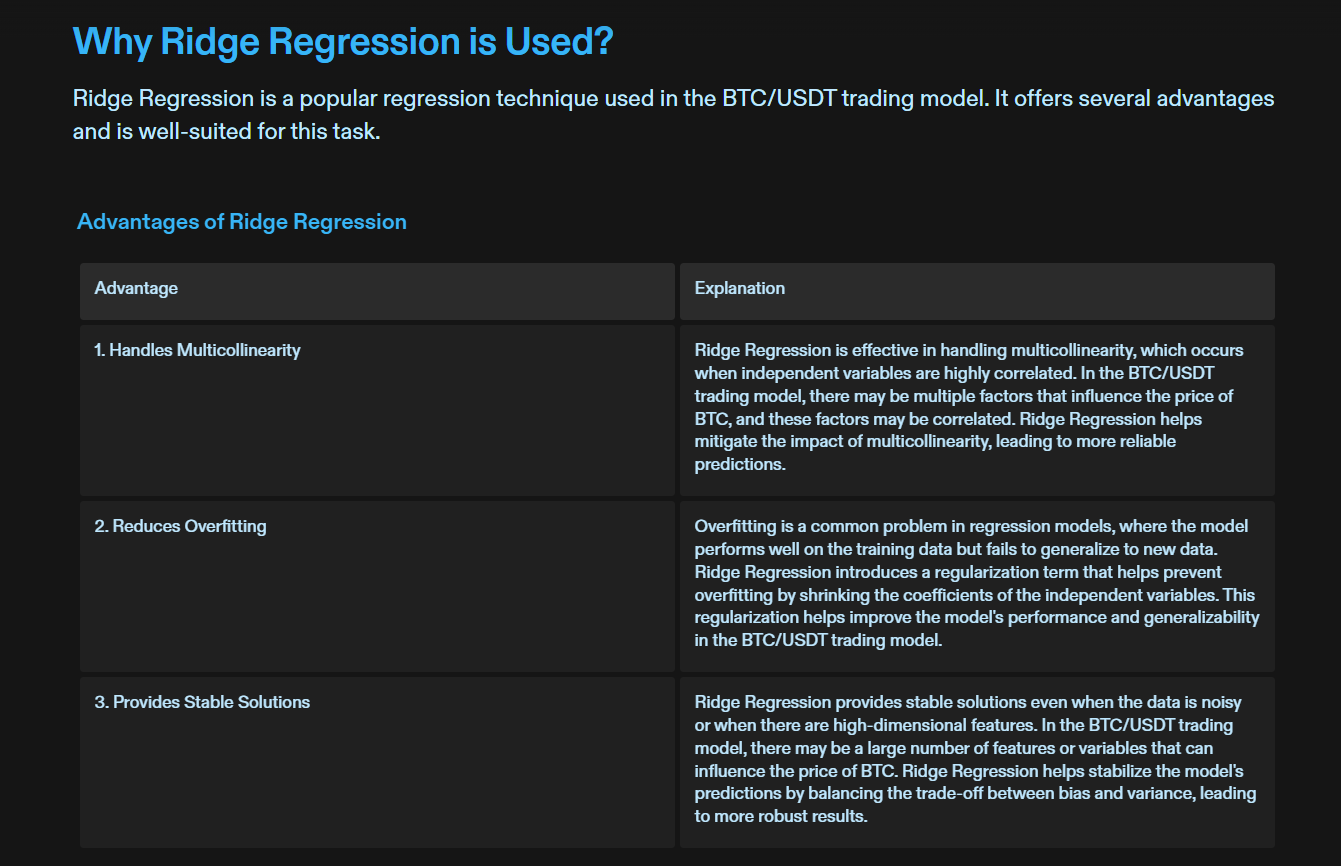 Why Ridge Regression is Used?
Ridge Regression is a popular regression technique used in the BTC/USDT trading model. It offers several advantages
and is well-suited for this task.
Advantages of Ridge Regression
Advantage
Explanation
1. Handles Multicollinearity
Ridge Regression is effective in handling multicollinearity, which occurs
when independent variables are highly correlated. In the BTC/USDT
trading model, there may be multiple factors that influence the price of
BTC, and these factors may be correlated. Ridge Regression helps
mitigate the impact of multicollinearity, leading to more reliable
predictions.
2. Reduces Overfitting
Overfitting is a common problem in regression models, where the model
performs well on the training data but fails to generalize to new data.
Ridge Regression introduces a regularization term that helps prevent
overfitting by shrinking the coefficients of the independent variables. This
regularization helps improve the model's performance and generalizability
in the BTC/USDT trading model.
3. Provides Stable Solutions
Ridge Regression provides stable solutions even when the data is noisy
or when there are high-dimensional features. In the BTC/USDT trading
model, there may be a large number of features or variables that can
influence the price of BTC. Ridge Regression helps stabilize the model's
predictions by balancing the trade-off between bias and variance, leading
to more robust results.